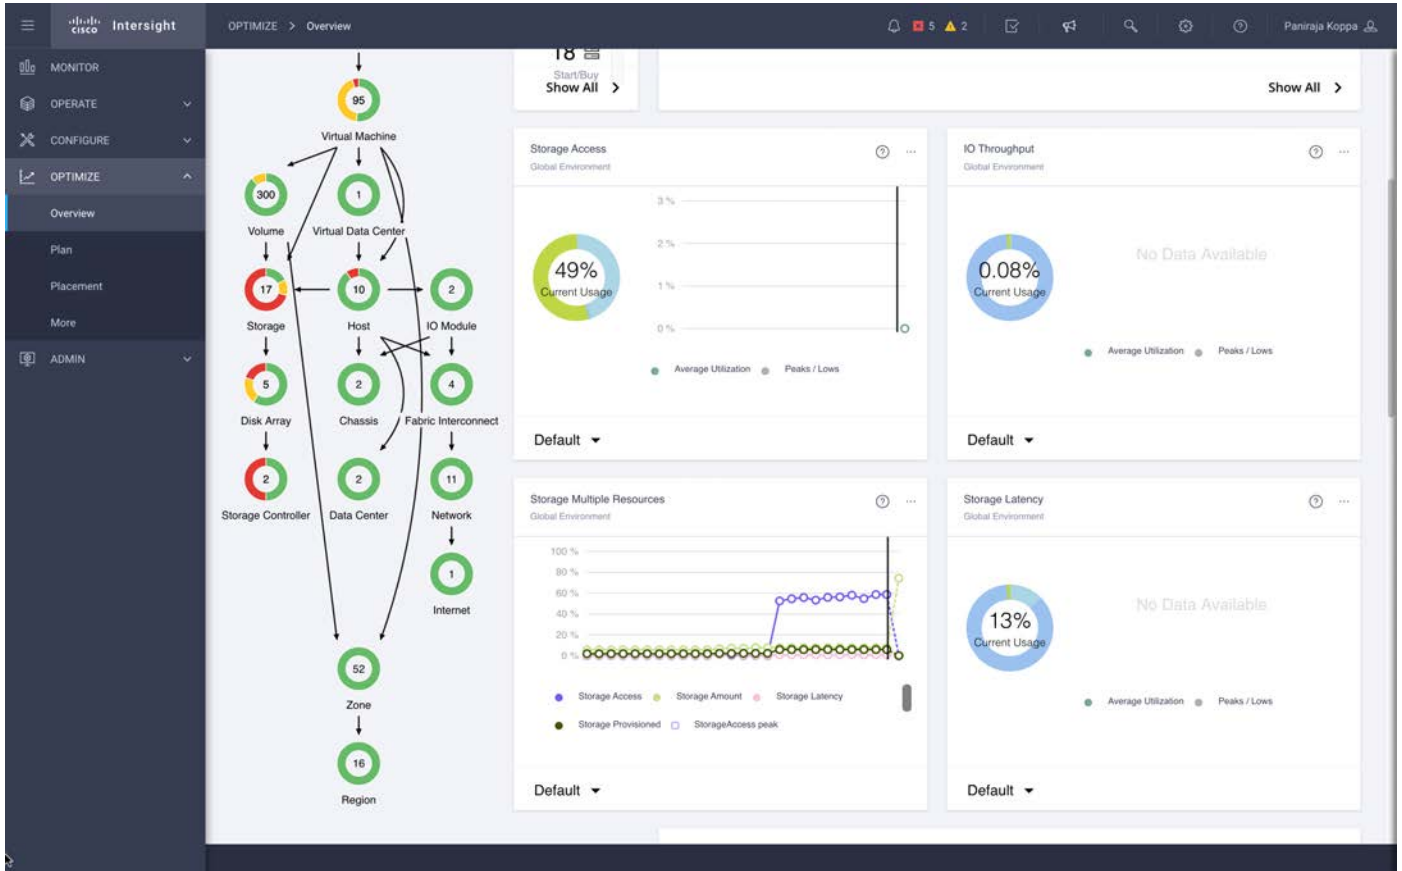 cisco Intersight
OPTIMIZE > Overview
5
2
Paniraja Koppa
MONITOR
OPERATE
CONFIGURE
OPTIMIZE
Overview
Plan
Placement
More
ADMIN
95
Virtual Machine
300
1
Volume
Virtual Data Center
17
10
2
Storage
Host
IO Module
5
2
4
Disk Array
Chassis
Fabric Interconnect
2
2
11
Storage Controller
Data Center
Network
1
Internet
52
Zone
16
Region
18
Start/Buy
Show All >
Show All >
Storage Access
Global Environment
3 %
2 %
1 %
0 %
49%
Current Usage
Average Utilization
Peaks / Lows
Default
IO Throughput
Global Environment
0.08%
Current Usage
No Data Available
Average Utilization
Peaks / Lows
Default
Storage Multiple Resources
Global Environment
100 %
80 %
60 %
40 %
20 %
0 %
Storage Access
Storage Amount
Storage Latency
Storage Provisioned
StorageAccess peak
Default
Storage Latency
Global Environment
13%
Current Usage
No Data Available
Average Utilization
Peaks / Lows
Default